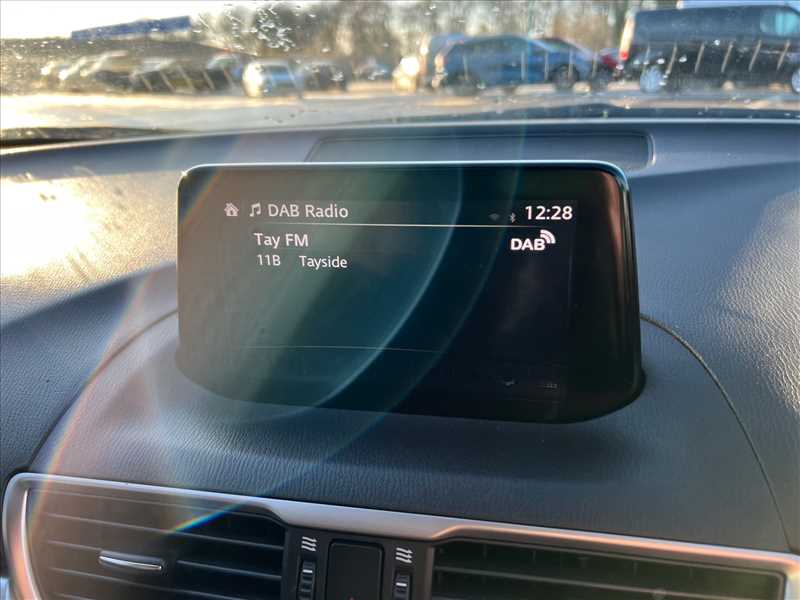 DAB Radio 12:28
Tay FM DAB
11B Tayside